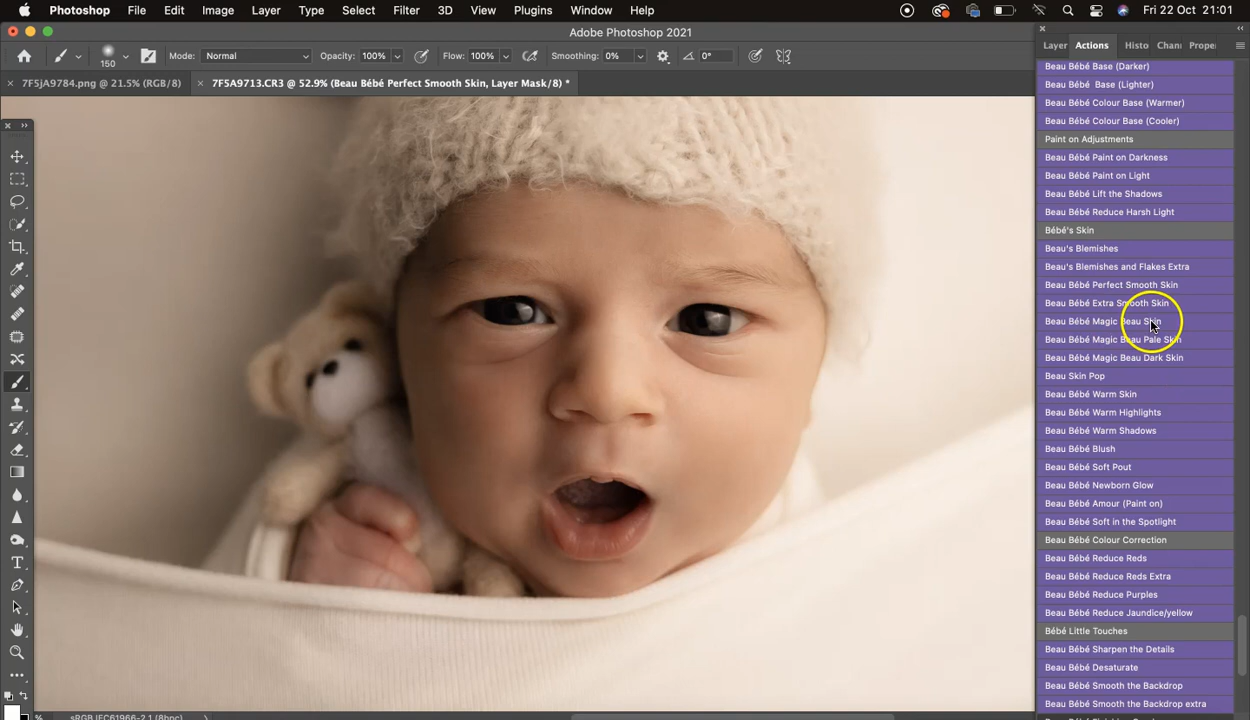 Photoshop File Edit Image Layer Type Select Filter 3D View Plugins Window Help Fri 22 Oct 21:01
Adobe Photoshop 2021
150 Mode: Normal Opacity: 100% Flow: 100% Smoothing: 0% 0°
7F5jA9784.png @ 21.5% (RGB/8) 7F5A9713.CR3 @ 52.9% (Beau Bébé Perfect Smooth Skin, Layer Mask/8) *
Layer Actions Histo Chan Prope
Beau Bébé Base (Darker)
Beau Bébé Base (Lighter)
Beau Bébé Colour Base (Warmer)
Beau Bébé Colour Base (Cooler)
Paint on Adjustments
Beau Bébé Paint on Darkness
Beau Bébé Paint on Light
Beau Bébé Lift the Shadows
Beau Bébé Reduce Harsh Light
Bébé's Skin
Beau's Blemishes
Beau's Blemishes and Flakes Extra
Beau Bébé Perfect Smooth Skin
Beau Bébé Extra Smooth Skin
Beau Bébé Magic Beau Skin
Beau Bébé Magic Beau Pale Skin
Beau Bébé Magic Beau Dark Skin
Beau Skin Pop
Beau Bébé Warm Skin
Beau Bébé Warm Highlights
Beau Bébé Warm Shadows
Beau Bébé Blush
Beau Bébé Soft Pout
Beau Bébé Newborn Glow
Beau Bébé Amour (Paint on)
Beau Bébé Soft in the Spotlight
Beau Bébé Colour Correction
Beau Bébé Reduce Reds
Beau Bébé Reduce Reds Extra
Beau Bébé Reduce Purples
Beau Bébé Reduce Jaundice/yellow
Bébé Little Touches
Beau Bébé Sharpen the Details
Beau Bébé Desaturate
Beau Bébé Smooth the Backdrop
Beau Bébé Smooth the Backdrop extra
% sRGB IEC61966-2.1 (8bpc)